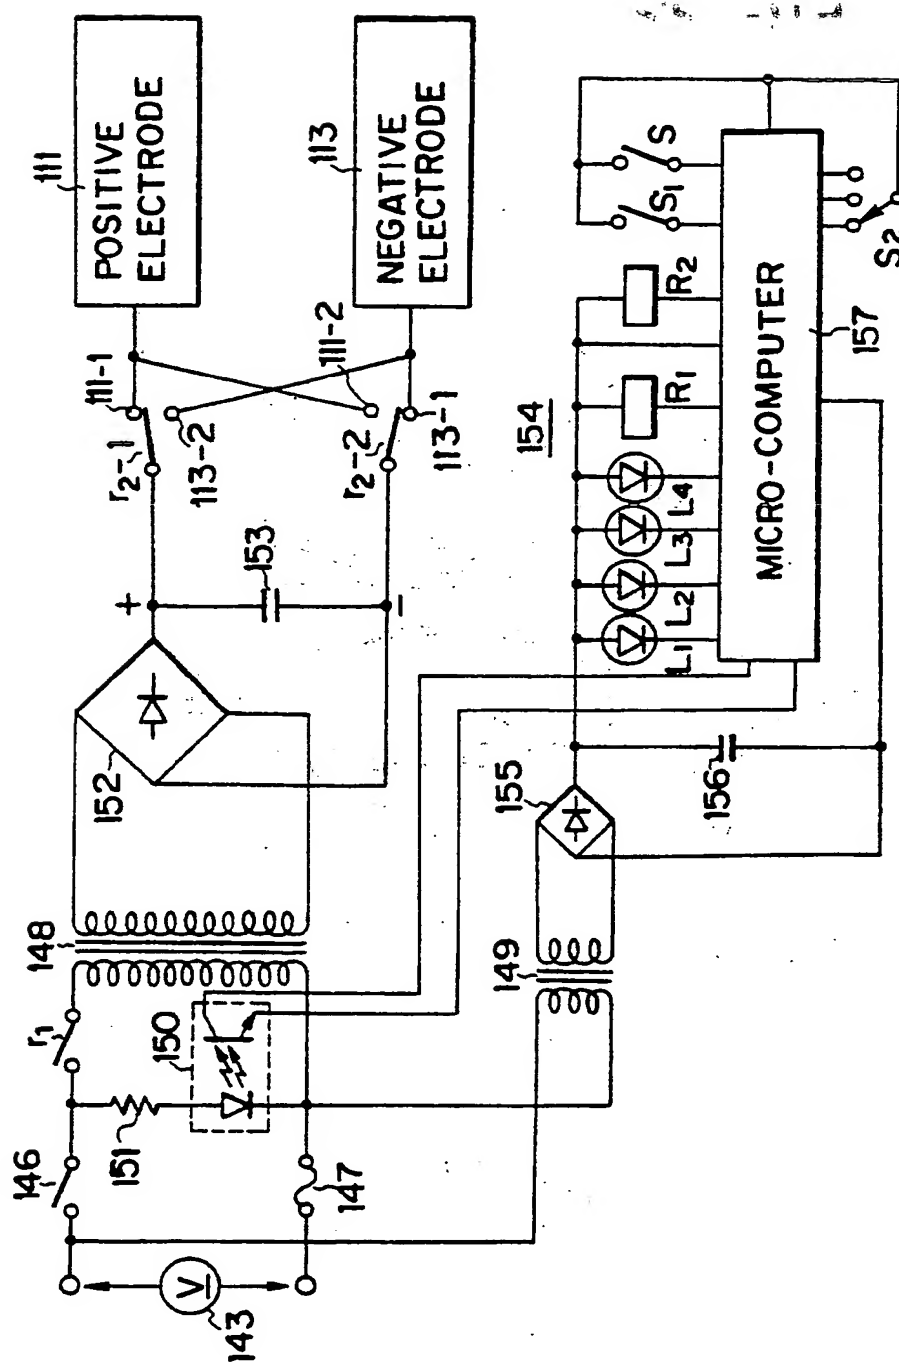 111
POSITIVE
ELECTRODE
113
NEGATIVE
ELECTRODE
111-1
r2-1
113-2
111-2
r2-2
113-1
+
153
−
152
148
r1
150
146
151
147
V
143
154
S
S1
R2
R1
L4
L3
L2
L1
MICRO-COMPUTER
157
S2
155
156
149